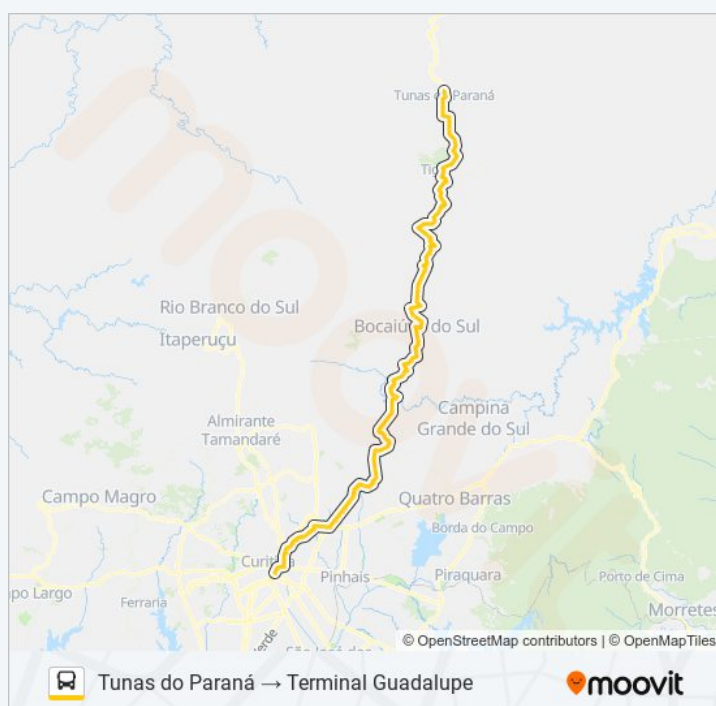 Tunas do Paraná
Rio Branco do Sul
Itaperuçu
Bocaiúva do Sul
Almirante
Tamandaré
Campina
Grande do Sul
Campo Magro
Quatro Barras
Borda do Campo
Curitiba
Pinhais
Piraquara
Porto de Cima
Ferraria
Morretes
© OpenStreetMap contributors | © OpenMapTiles
Tunas do Paraná → Terminal Guadalupe
moovit
moovit